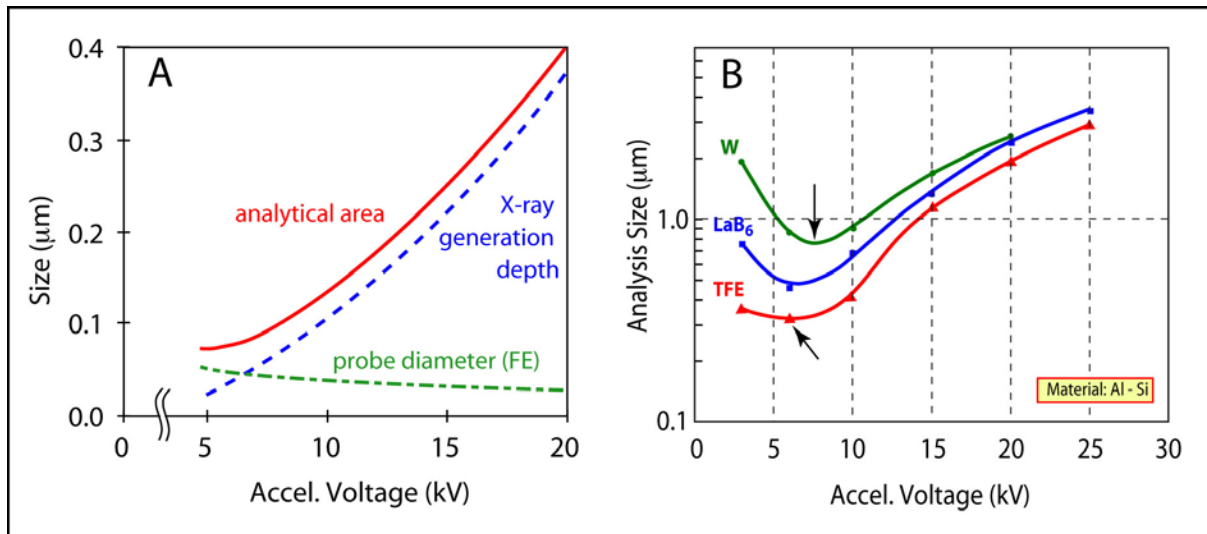 A
0.4
0.3
0.2
0.1
0.0
Size (μm)
analytical area
X-ray
generation
depth
probe diameter (FE)
0
5
10
15
20
Accel. Voltage (kV)
B
Analysis Size (μm)
1.0
0.1
W
LaB₆
TFE
Material: Al - Si
0
5
10
15
20
25
30
Accel. Voltage (kV)